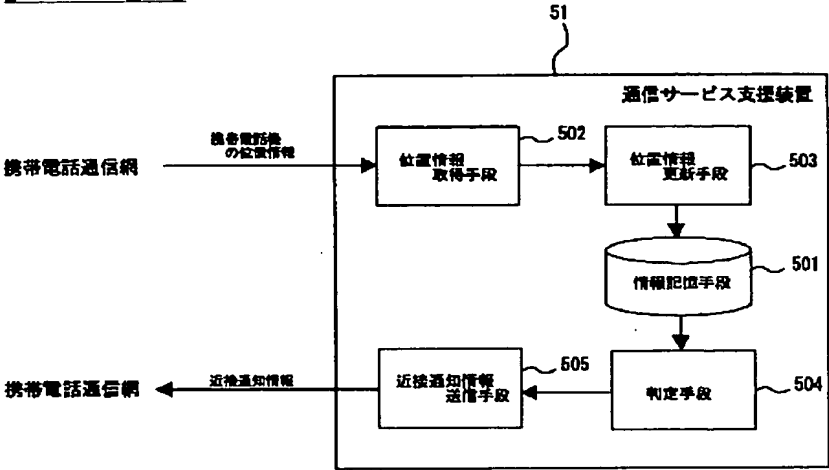 51
通信サービス支援装置
携帯電話通信網
携帯電話機
の位置情報
位置情報
取得手段
502
位置情報
更新手段
503
情報記憶手段
501
携帯電話通信網
近接通知情報
近接通知情報
送信手段
505
判定手段
504